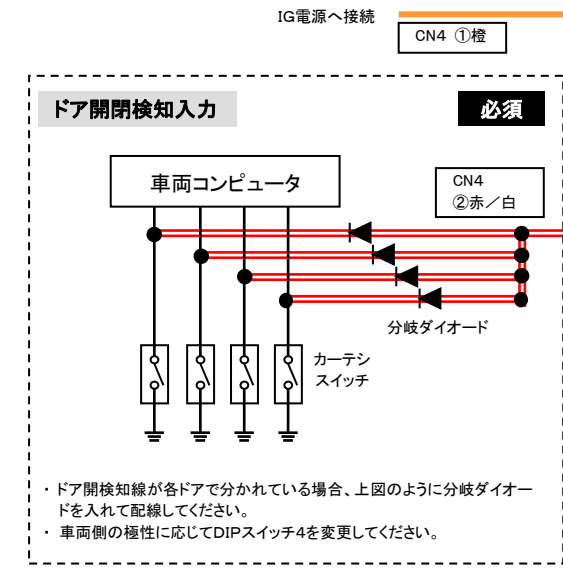 IG電源へ接続
CN4 ①橙
ドア開閉検知入力
必須
車両コンピュータ
CN4
②赤／白
分岐ダイオード
カーテシ
スイッチ
・ ドア開検知線が各ドアで分かれている場合、上図のように分岐ダイオー
ドを入れて配線してください。
・ 車両側の極性に応じてDIPスイッチ4を変更してください。